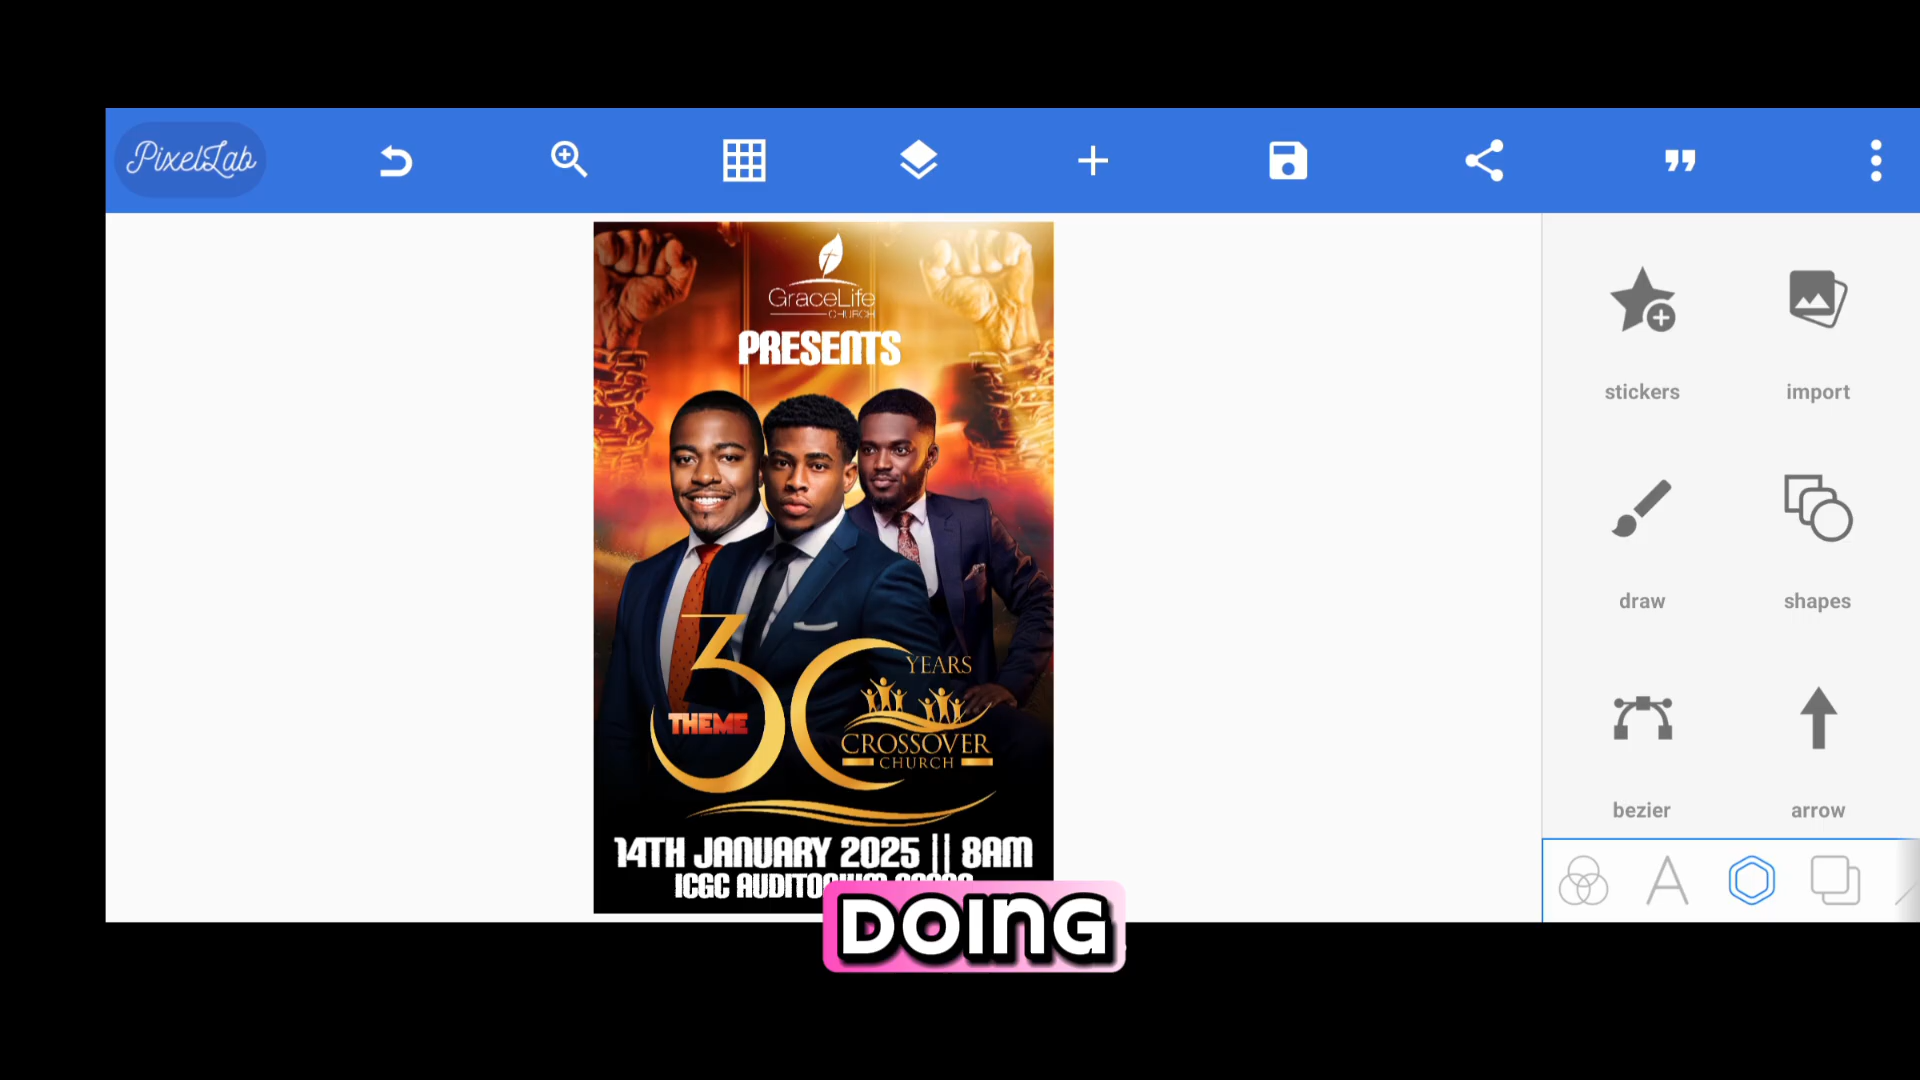 PixelLab
GraceLife
CHURCH
PRESENTS
stickers
import
draw
shapes
30
YEARS
THEME
CROSSOVER
CHURCH
bezier
arrow
14TH JANUARY 2025 || 8AM
ICGC
DOING